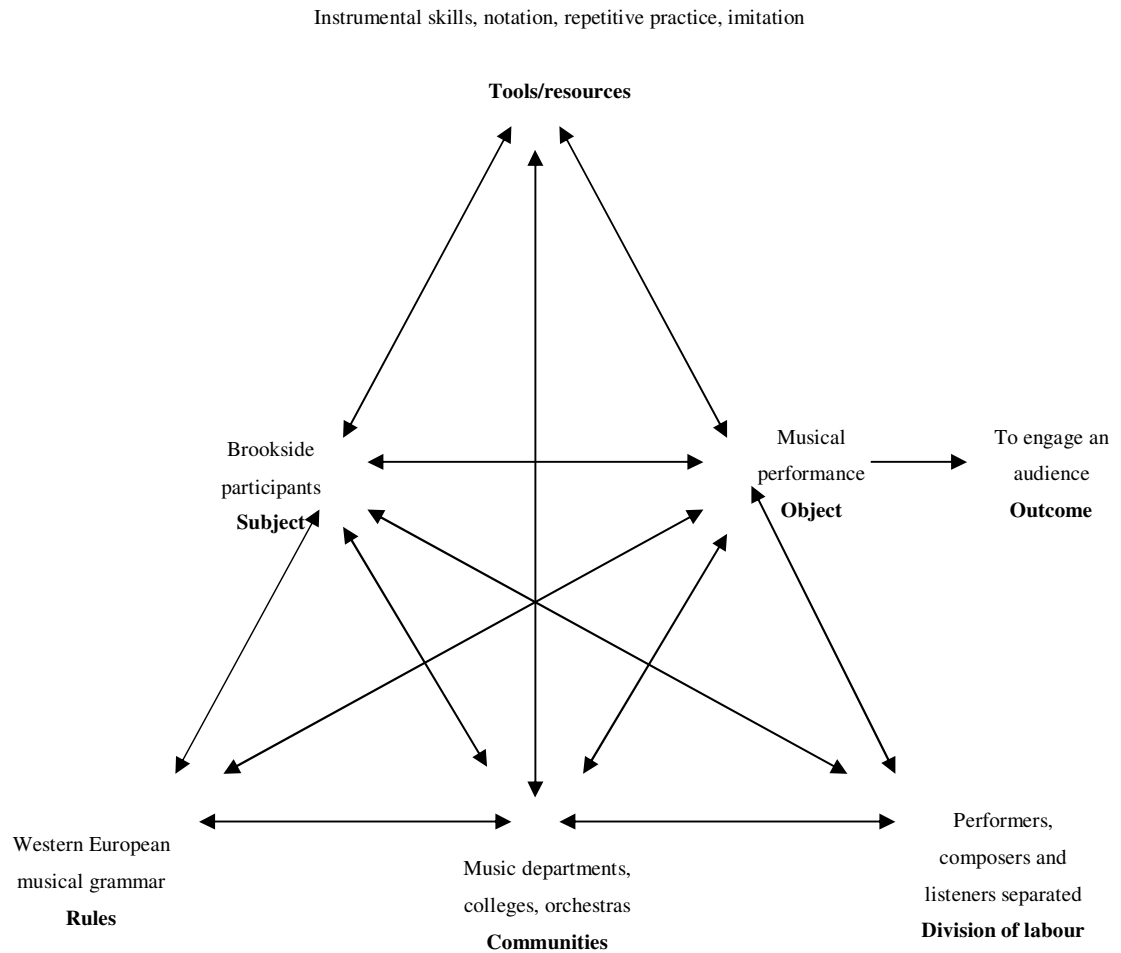 Instrumental skills, notation, repetitive practice, imitation
Tools/resources
Brookside
participants
Subject
Musical
performance
Object
To engage an
audience
Outcome
Western European
musical grammar
Rules
Music departments,
colleges, orchestras
Communities
Performers,
composers and
listeners separated
Division of labour